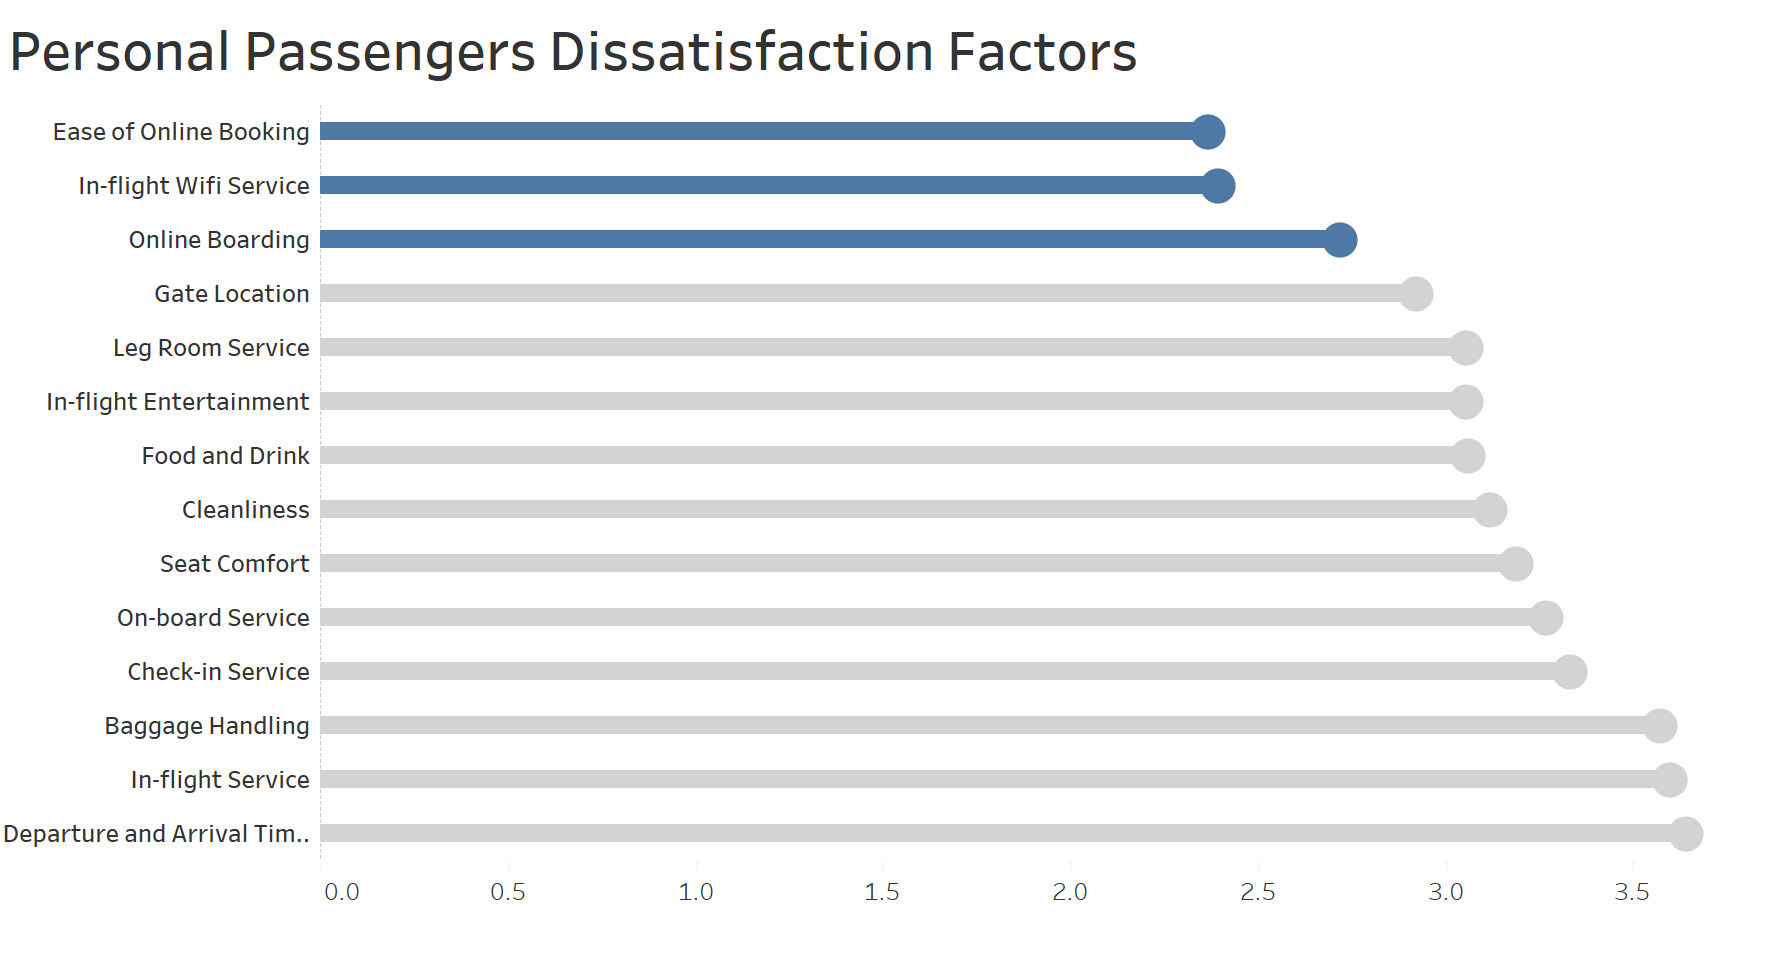 Personal Passengers Dissatisfaction Factors
Ease of Online Booking
In-flight Wifi Service
Online Boarding
Gate Location
Leg Room Service
In-flight Entertainment
Food and Drink
Cleanliness
Seat Comfort
On-board Service
Check-in Service
Baggage Handling
In-flight Service
Departure and Arrival Tim..
0.0 0.5 1.0 1.5 2.0 2.5 3.0 3.5